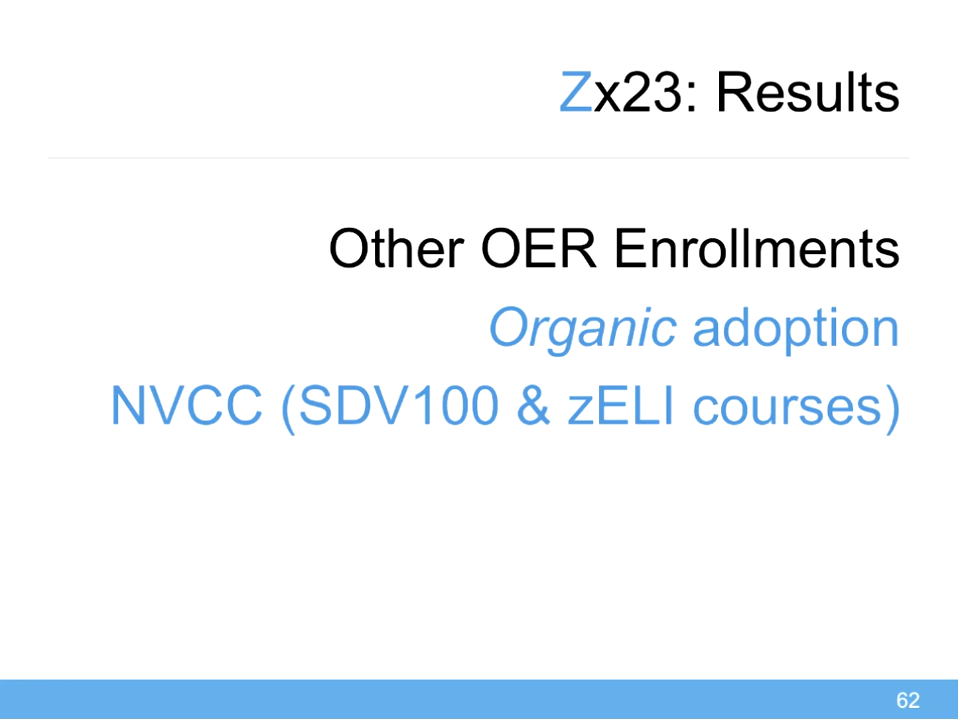 Zx23: Results
Other OER Enrollments
Organic adoption
NVCC (SDV100 & zELI courses)
62